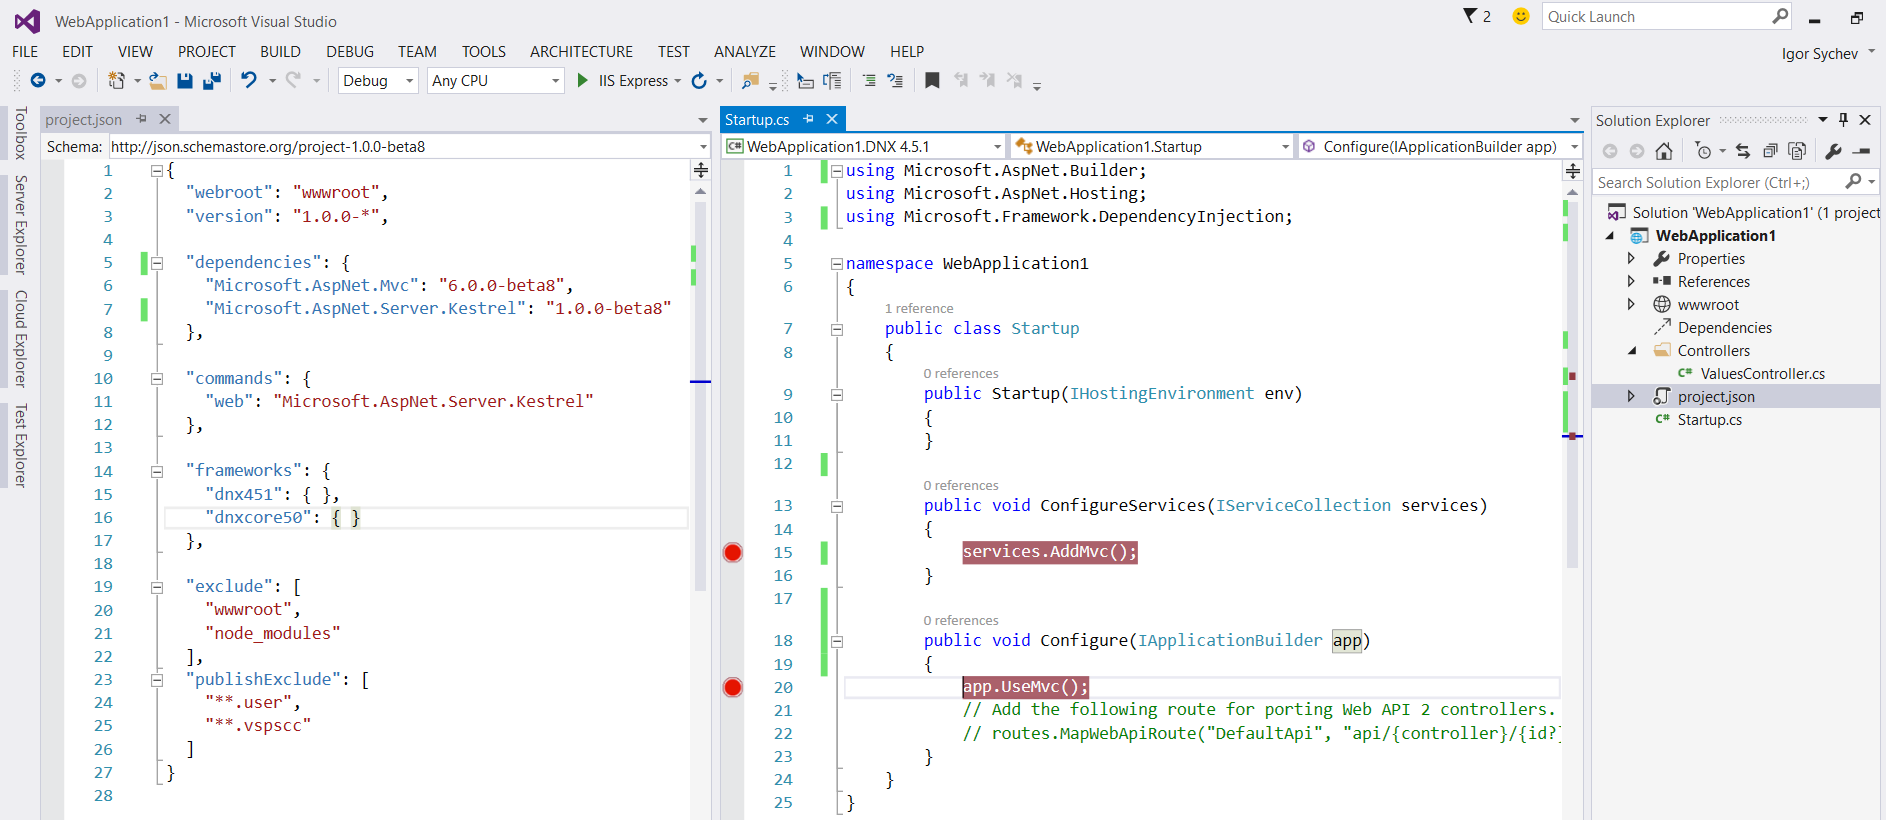 WebApplication1 - Microsoft Visual Studio
2
Quick Launch
FILE EDIT VIEW PROJECT BUILD DEBUG TEAM TOOLS ARCHITECTURE TEST ANALYZE WINDOW HELP
Igor Sychev
Debug Any CPU IIS Express
Toolbox
Server Explorer
Cloud Explorer
Test Explorer
project.json
Schema: http://json.schemastore.org/project-1.0.0-beta8
1 {
2 "webroot": "wwwroot",
3 "version": "1.0.0-*",
4
5 "dependencies": {
6 "Microsoft.AspNet.Mvc": "6.0.0-beta8",
7 "Microsoft.AspNet.Server.Kestrel": "1.0.0-beta8"
8 },
9
10 "commands": {
11 "web": "Microsoft.AspNet.Server.Kestrel"
12 },
13
14 "frameworks": {
15 "dnx451": { },
16 "dnxcore50": { }
17 },
18
19 "exclude": [
20 "wwwroot",
21 "node_modules"
22 ],
23 "publishExclude": [
24 "**.user",
25 "**.vspscc"
26 ]
27 }
28
Startup.cs
C# WebApplication1.DNX 4.5.1 WebApplication1.Startup Configure(IApplicationBuilder app)
1 using Microsoft.AspNet.Builder;
2 using Microsoft.AspNet.Hosting;
3 using Microsoft.Framework.DependencyInjection;
4
5 namespace WebApplication1
6 {
1 reference
7 public class Startup
8 {
0 references
9 public Startup(IHostingEnvironment env)
10 {
11 }
12
0 references
13 public void ConfigureServices(IServiceCollection services)
14 {
15 services.AddMvc();
16 }
17
0 references
18 public void Configure(IApplicationBuilder app)
19 {
20 app.UseMvc();
21 // Add the following route for porting Web API 2 controllers.
22 // routes.MapWebApiRoute("DefaultApi", "api/{controller}/{id?}
23 }
24 }
25 }
Solution Explorer
Search Solution Explorer (Ctrl+;)
Solution 'WebApplication1' (1 project
WebApplication1
Properties
References
wwwroot
Dependencies
Controllers
C# ValuesController.cs
project.json
C# Startup.cs